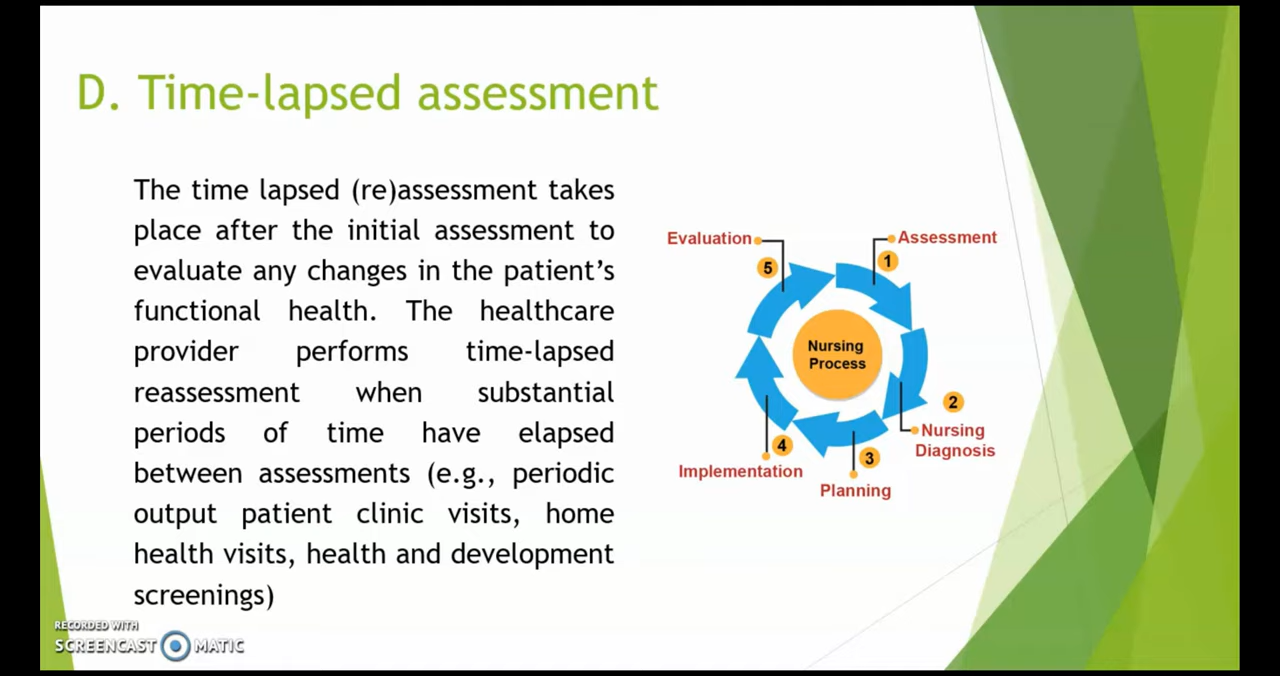 D. Time-lapsed assessment
The time lapsed (re)assessment takes
place after the initial assessment to
evaluate any changes in the patient's
functional health. The healthcare
provider performs time-lapsed
reassessment when substantial
periods of time have elapsed
between assessments (e.g., periodic
output patient clinic visits, home
health visits, health and development
screenings)
Evaluation
Assessment
5
1
Nursing
Process
2
Nursing
Diagnosis
4
3
Implementation
Planning
RECORDED WITH
SCREENCAST MATIC